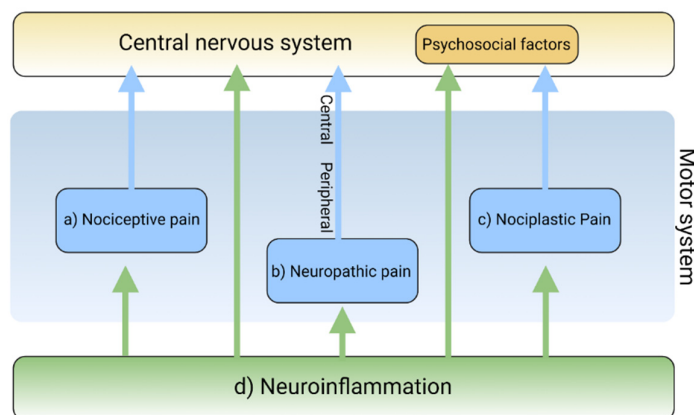 Central nervous system
Psychosocial factors
Central Peripheral
Motor system
a) Nociceptive pain
c) Nociplastic Pain
b) Neuropathic pain
d) Neuroinflammation